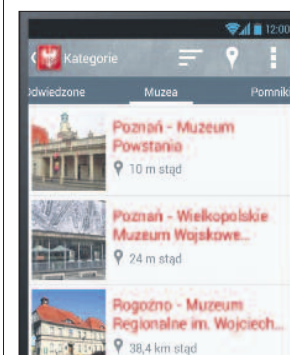 12:00
Kategorie
Odwiedzone Muzea Pomniki
Poznań - Muzeum
Powstania
10 m stąd
Poznań - Wielkopolskie
Muzeum Wojskowe...
24 m stąd
Rogoźno - Muzeum
Regionalne im. Wojciech...
38,4 km stąd